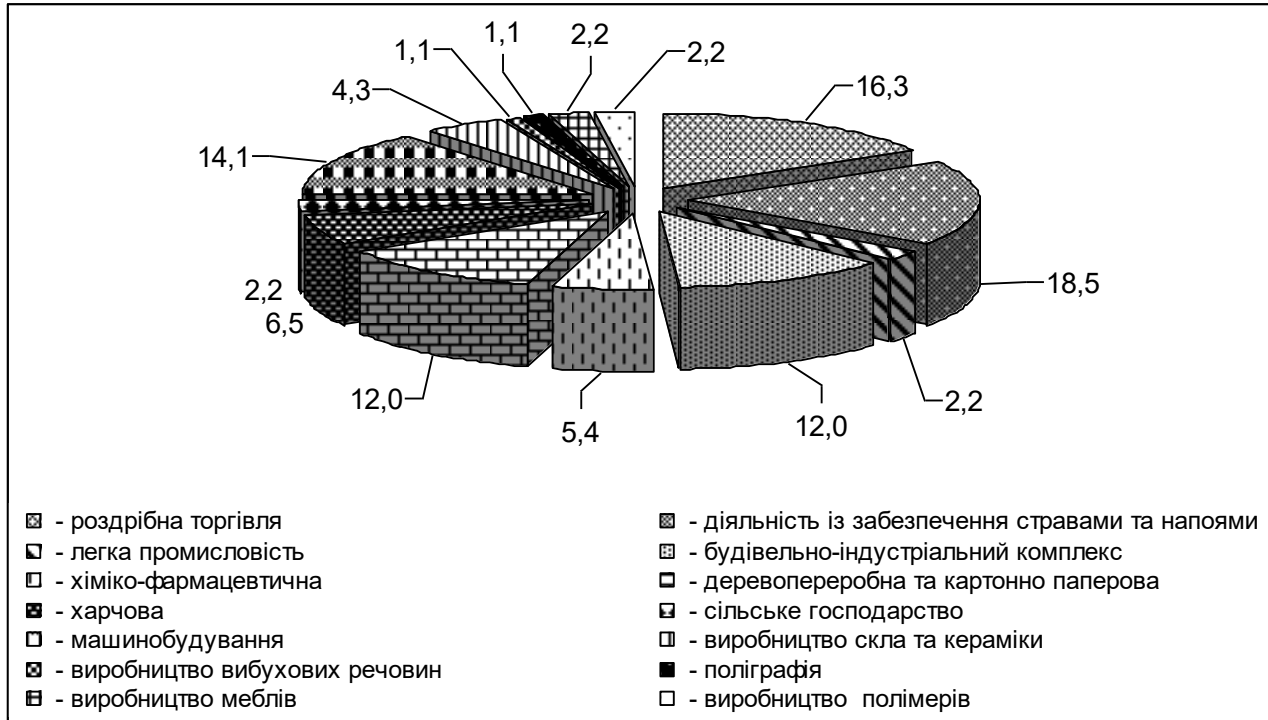 1,1
2,2
1,1
2,2
4,3
16,3
14,1
18,5
2,2
6,5
12,0
2,2
5,4
12,0
- роздрібна торгівля
- діяльність із забезпечення стравами та напоями
- легка промисловість
- будівельно-індустріальний комплекс
- хіміко-фармацевтична
- деревопереробна та картонно паперова
- харчова
- сільське господарство
- машинобудування
- виробництво скла та кераміки
- виробництво вибухових речовин
- поліграфія
- виробництво меблів
- виробництво полімерів